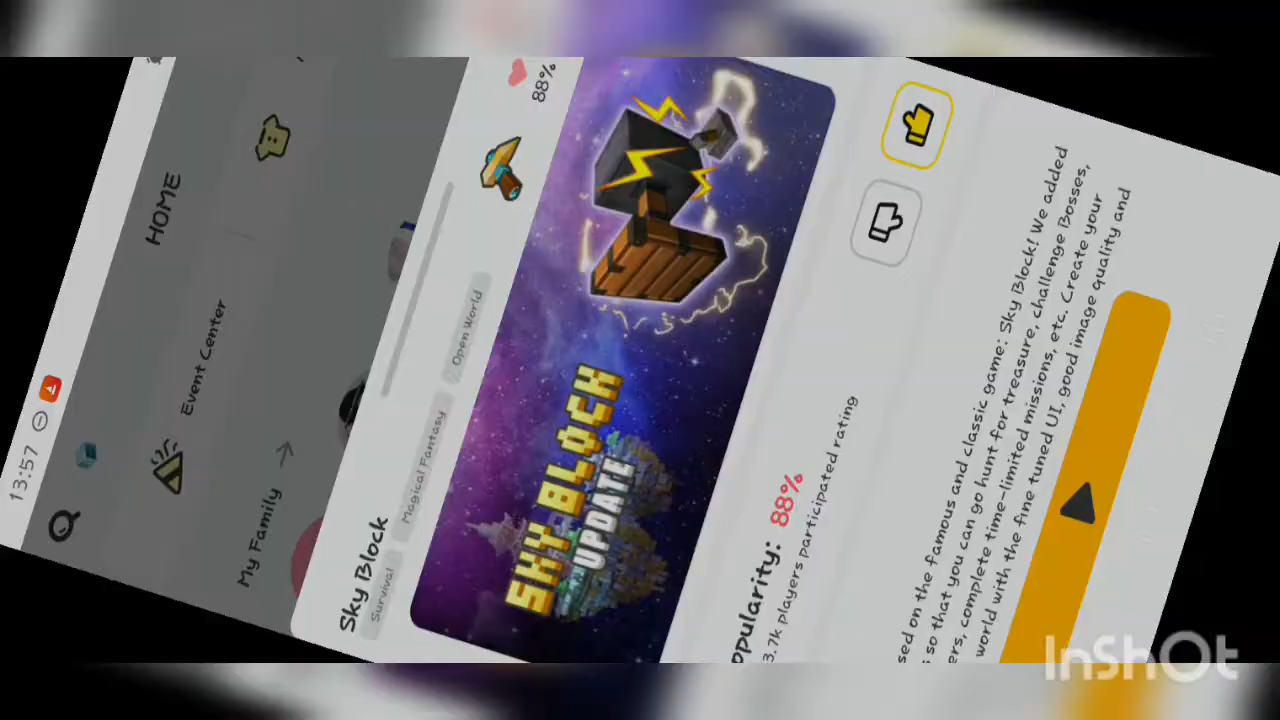 13:57
HOME
Event Center
My Family
Sky Block
88%
Survival
Magical Fantasy
Open World
SKY BLOCK
UPDATE
opularity: 88%
3.7k players participated rating
sed on the famous and classic game: Sky Block! We added
so that you can go hunt for treasure, challenge Bosses,
ers, complete time-limited missions, etc. Create your
world with the fine tuned UI, good image quality and
InShOt